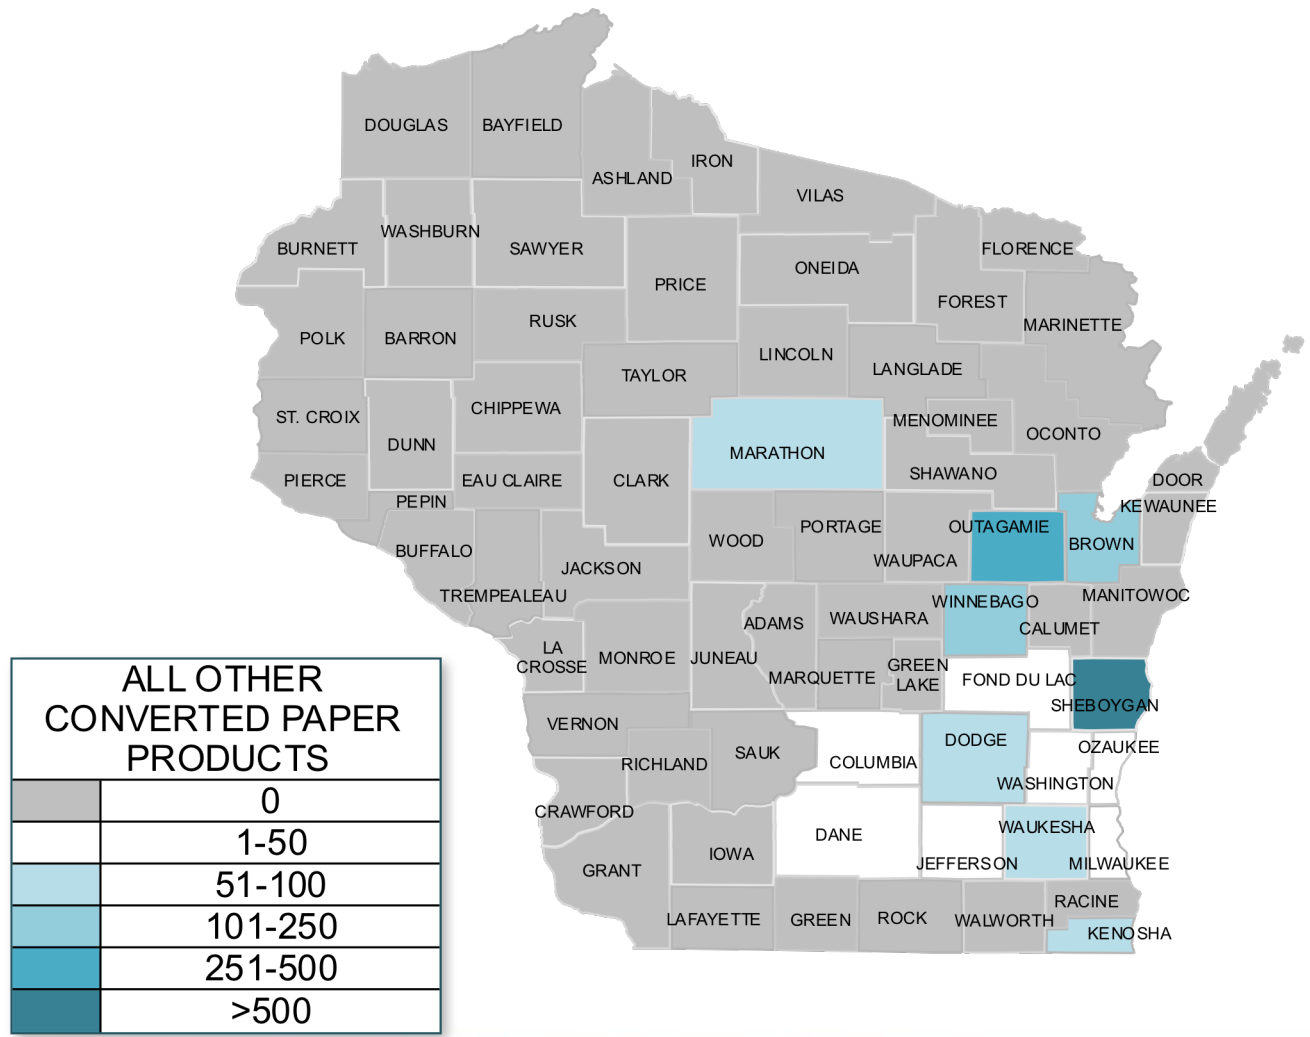 DOUGLAS
BAYFIELD
ASHLAND
IRON
VILAS
BURNETT
WASHBURN
SAWYER
PRICE
ONEIDA
FLORENCE
FOREST
MARINETTE
POLK
BARRON
RUSK
LINCOLN
LANGLADE
TAYLOR
ST. CROIX
DUNN
CHIPPEWA
MARATHON
MENOMINEE
OCONTO
PIERCE
PEPIN
EAU CLAIRE
CLARK
SHAWANO
DOOR
KEWAUNEE
BUFFALO
TREMPEALEAU
JACKSON
WOOD
PORTAGE
WAUPACA
OUTAGAMIE
BROWN
MANITOWOC
LA
CROSSE
MONROE
JUNEAU
ADAMS
WAUSHARA
WINNEBAGO
CALUMET
MARQUETTE
GREEN
LAKE
FOND DU LAC
SHEBOYGAN
VERNON
RICHLAND
SAUK
COLUMBIA
DODGE
WASHINGTON
OZAUKEE
CRAWFORD
GRANT
IOWA
DANE
JEFFERSON
WAUKESHA
MILWAUKEE
LAFAYETTE
GREEN
ROCK
WALWORTH
RACINE
KENOSHA
ALL OTHER
CONVERTED PAPER
PRODUCTS
0
1-50
51-100
101-250
251-500
>500